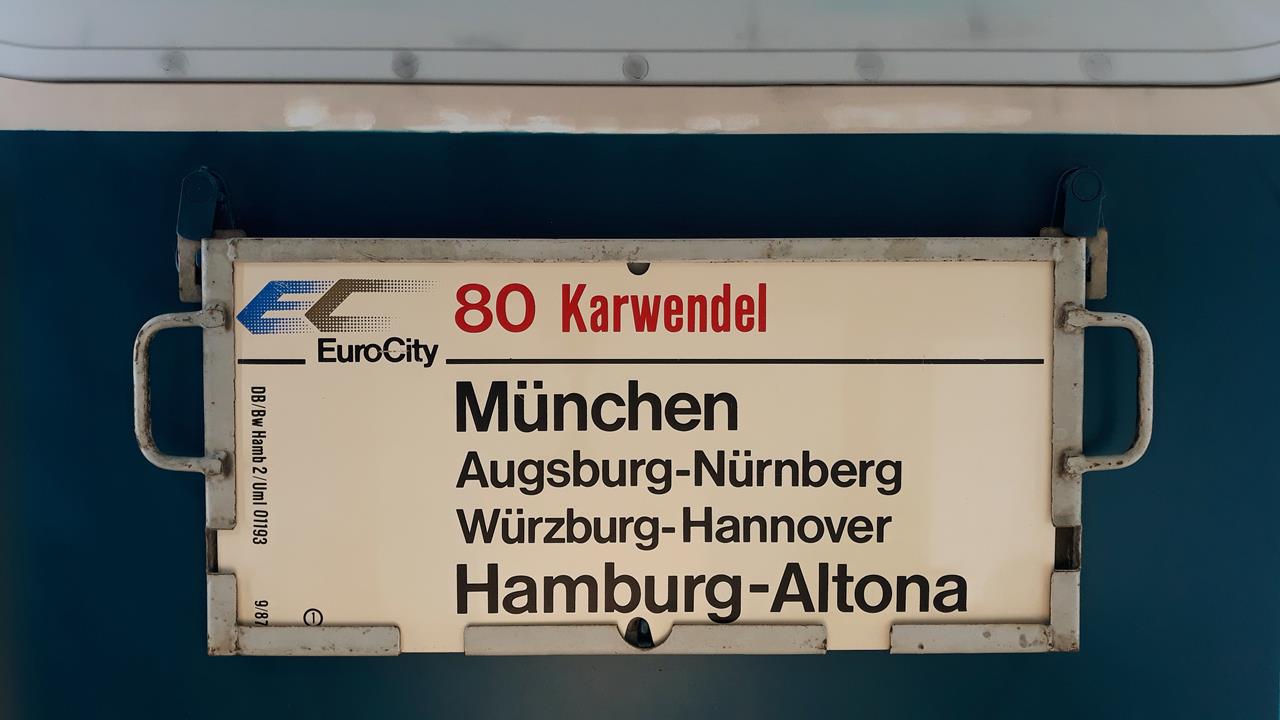 EC
EuroCity
80 Karwendel
München
Augsburg-Nürnberg
Würzburg-Hannover
Hamburg-Altona
DB/Bw Hamb 2/Uml 01193
9/87
1